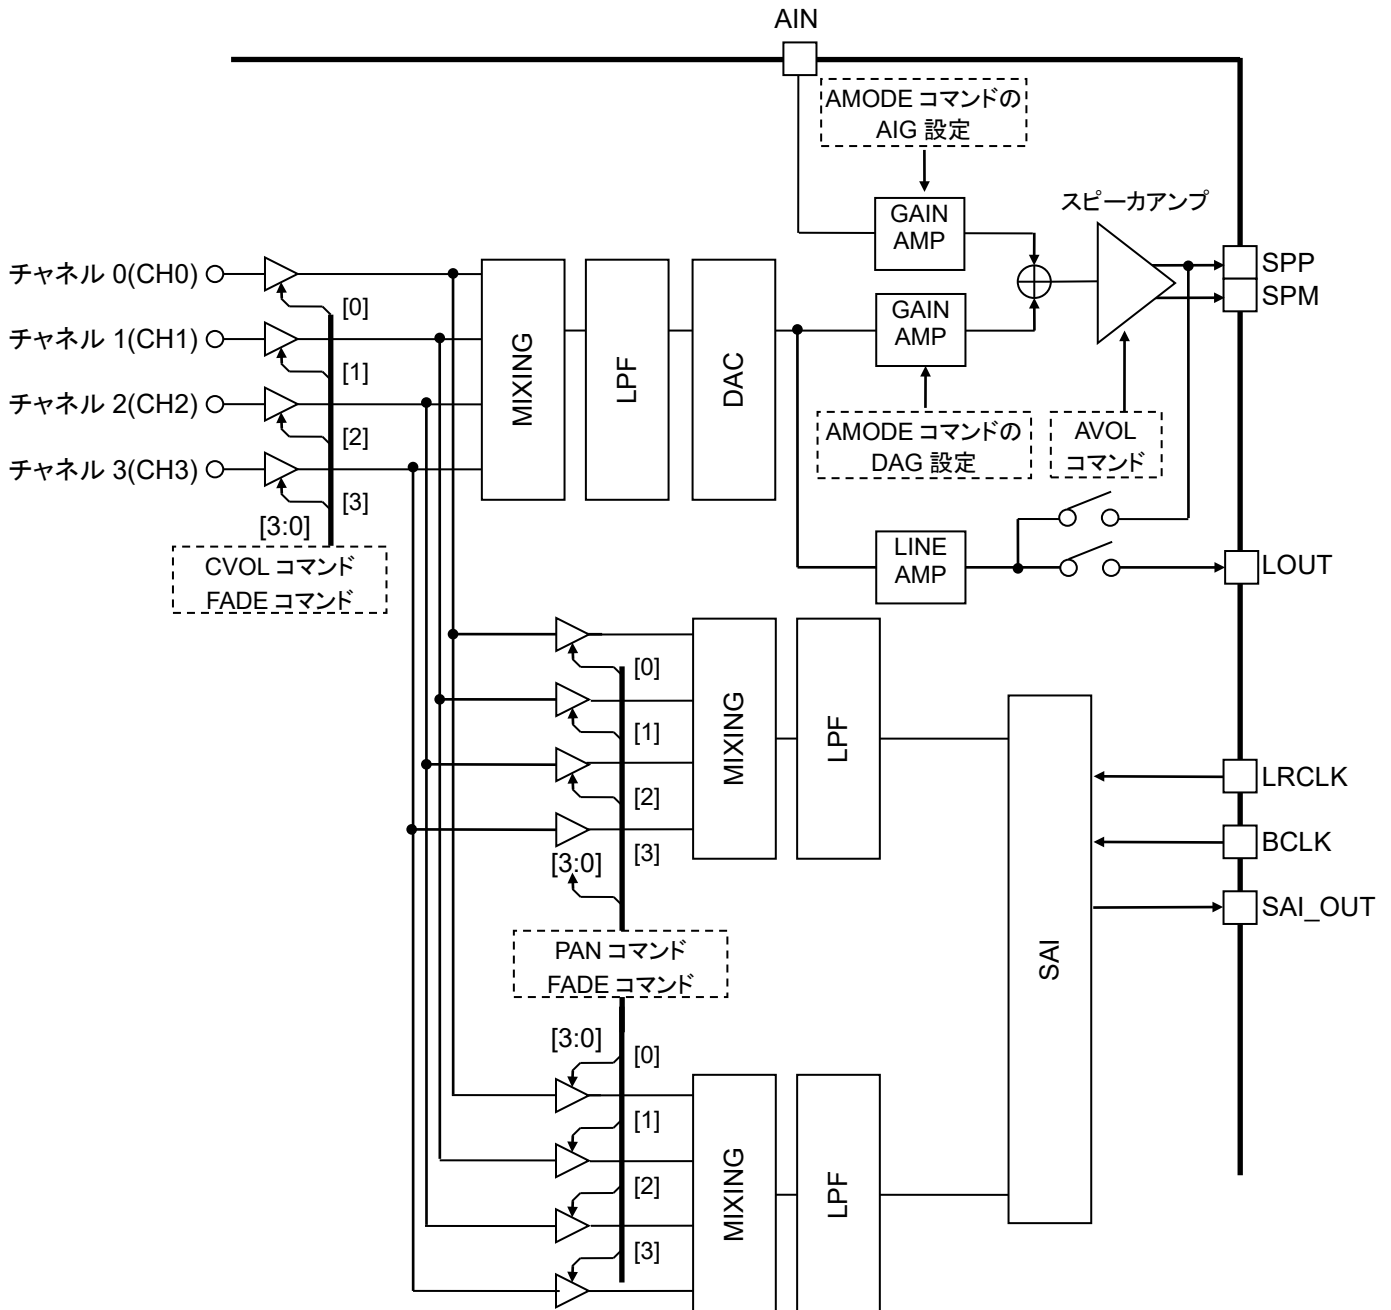 AIN
AMODE コマンドの
AIG 設定
GAIN
AMP
スピーカアンプ
SPP
SPM
チャネル 0(CH0)
[0]
チャネル 1(CH1)
[1]
チャネル 2(CH2)
[2]
チャネル 3(CH3)
[3]
[3:0]
CVOL コマンド
FADE コマンド
MIXING
LPF
DAC
GAIN
AMP
AMODE コマンドの
DAG 設定
AVOL
コマンド
LINE
AMP
LOUT
[0]
[1]
[2]
[3]
[3:0]
MIXING
LPF
PAN コマンド
FADE コマンド
SAI
LRCLK
BCLK
SAI_OUT
[3:0]
[0]
[1]
[2]
[3]
MIXING
LPF